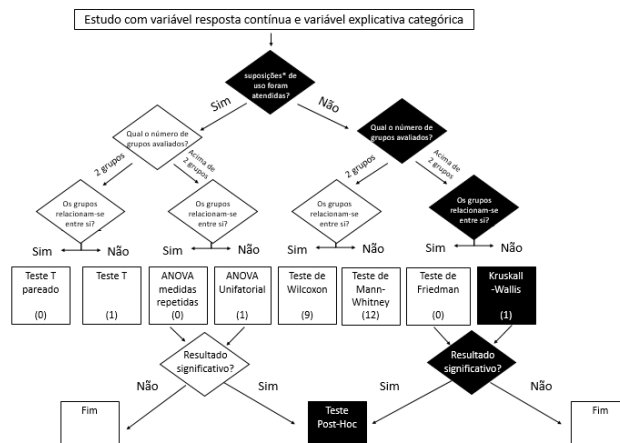 Estudo com variável resposta contínua e variável explicativa categórica
suposições* de
uso foram
atendidas?
Sim
Não
Qual o número de
grupos avaliados?
Qual o número de
grupos avaliados?
2 grupos
Acima de
2 grupos
2 grupos
Acima de
2 grupos
Os grupos
relacionam-se
entre si?
Os grupos
relacionam-se
entre si?
Os grupos
relacionam-se
entre si?
Os grupos
relacionam-se
entre si?
Sim
Não
Sim
Não
Sim
Não
Sim
Não
Teste T
pareado
(0)
Teste T
(1)
ANOVA
medidas
repetidas
(0)
ANOVA
Unifatorial
(1)
Teste de
Wilcoxon
(9)
Teste de
Mann-
Whitney
(12)
Teste de
Friedman
(0)
Kruskall
-Wallis
(1)
Resultado
significativo?
Resultado
significativo?
Não
Sim
Sim
Não
Fim
Teste
Post-Hoc
Fim